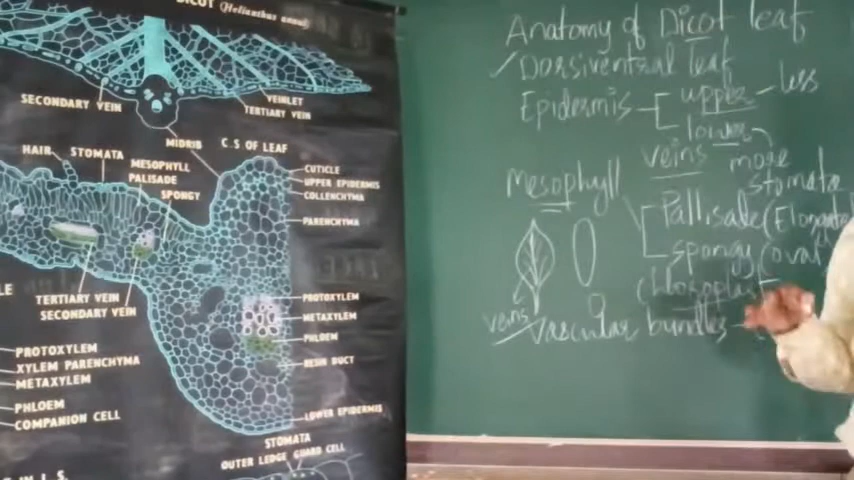 DICOT (Helianthus annus)
SECONDARY VEIN
VEINLET
TERTIARY VEIN
MIDRIB
C.S OF LEAF
HAIR
STOMATA
MESOPHYLL
PALISADE
SPONGY
CUTICLE
UPPER EPIDERMIS
COLLENCHYMA
PARENCHYMA
TERTIARY VEIN
SECONDARY VEIN
PROTOXYLEM
METAXYLEM
PHLOEM
RESIN DUCT
PROTOXYLEM
XYLEM PARENCHYMA
METAXYLEM
PHLOEM
COMPANION CELL
LOWER EPIDERMIS
STOMATA
OUTER LEDGE GUARD CELL
IN L.S.
Anatomy of Dicot leaf
Dorsiventral leaf
Epidermis upper less
lower
veins more
stomata
Mesophyll
Pallisade (Elongated
spongy (oval
veins
Vascular bundles